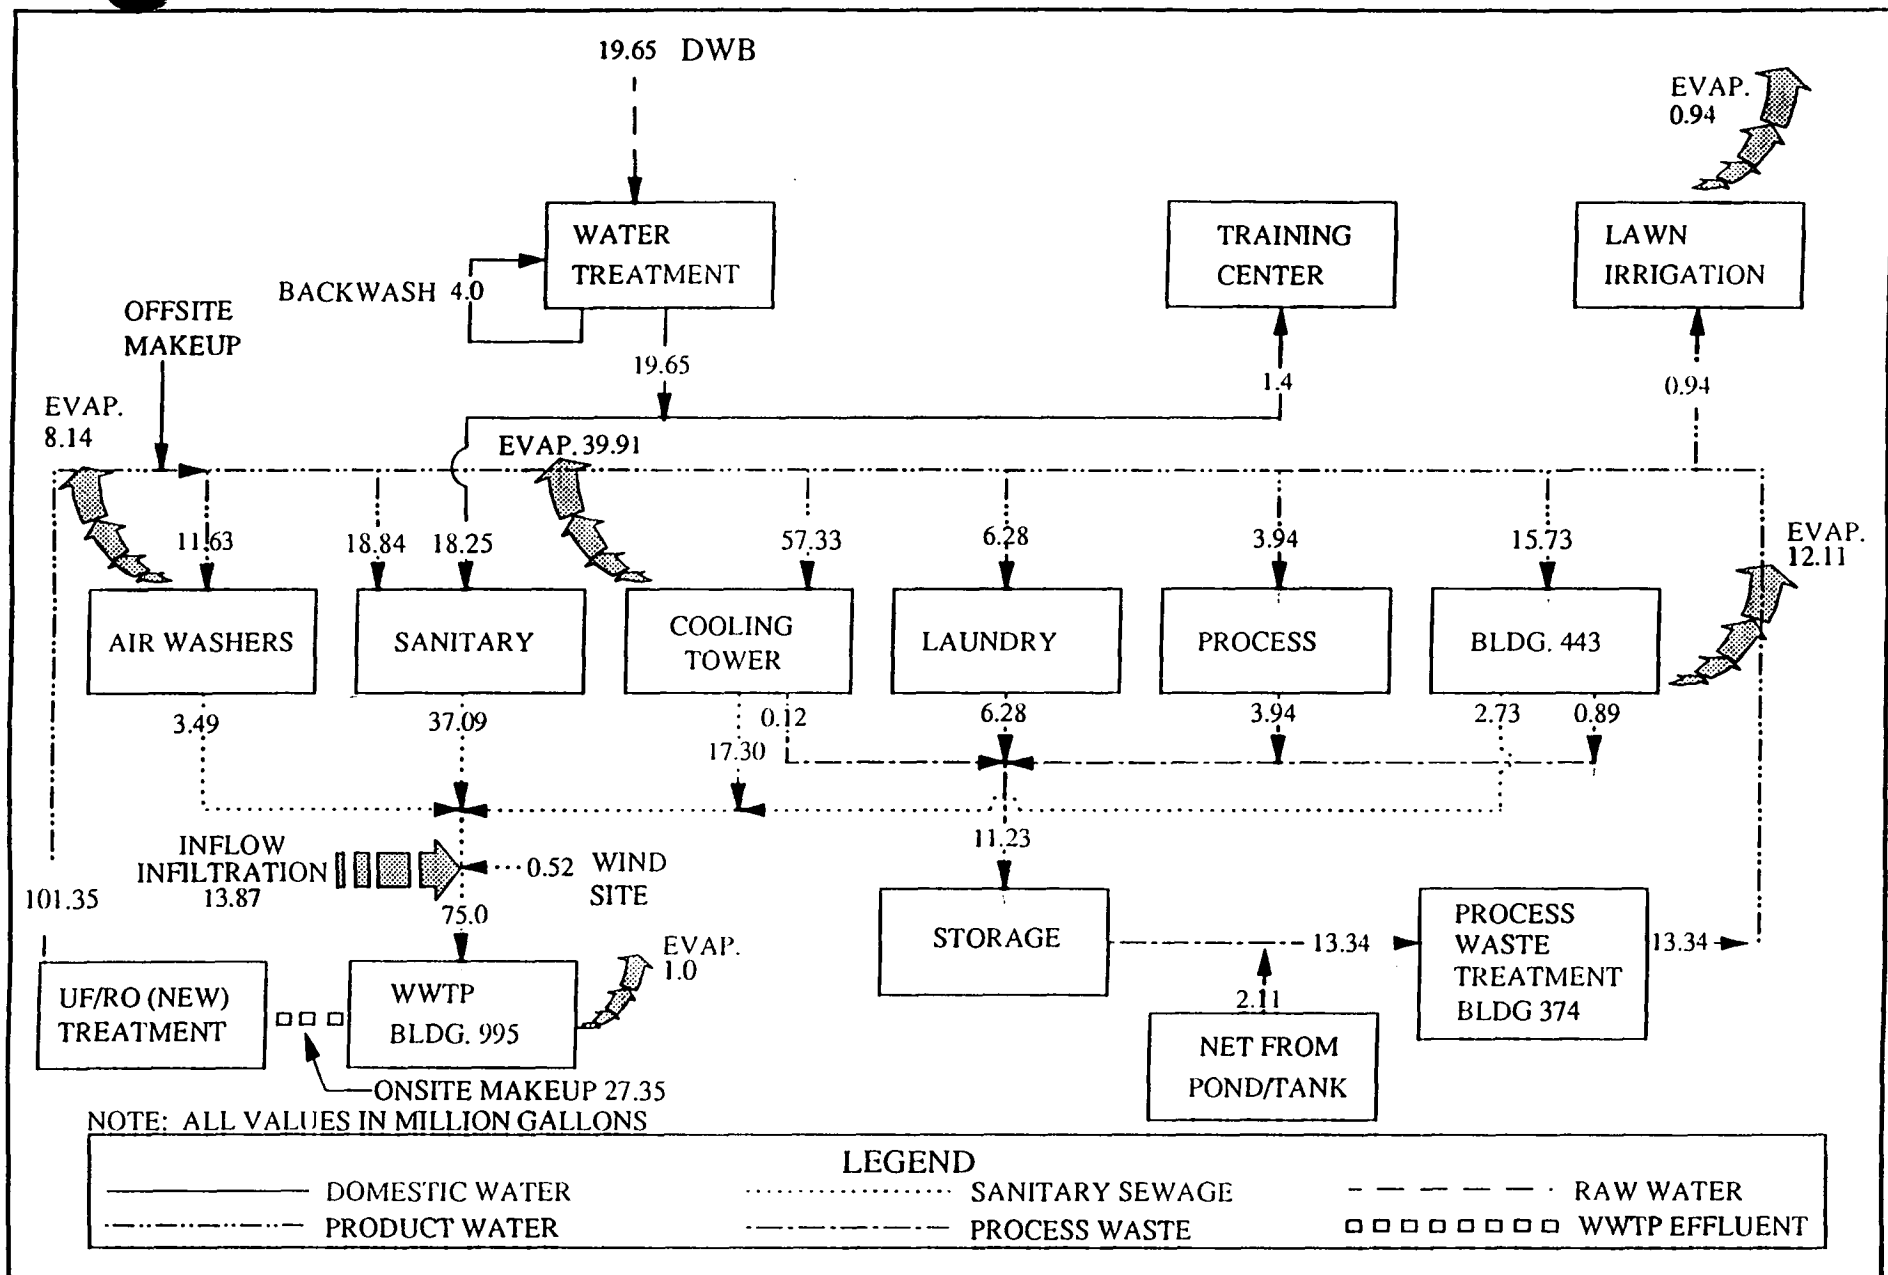 19.65 DWB
EVAP.
0.94
WATER
TREATMENT
TRAINING
CENTER
LAWN
IRRIGATION
BACKWASH 4.0
OFFSITE
MAKEUP
19.65
1.4
0.94
EVAP.
8.14
EVAP. 39.91
11.63
18.84
18.25
57.33
6.28
3.94
15.73
EVAP.
12.11
AIR WASHERS
SANITARY
COOLING
TOWER
LAUNDRY
PROCESS
BLDG. 443
3.49
37.09
17.30
0.12
6.28
3.94
2.73
0.89
INFLOW
INFILTRATION
13.87
0.52 WIND
SITE
11.23
101.35
75.0
EVAP.
1.0
STORAGE
13.34
PROCESS
WASTE
TREATMENT
BLDG 374
13.34
UF/RO (NEW)
TREATMENT
WWTP
BLDG. 995
2.11
NET FROM
POND/TANK
ONSITE MAKEUP 27.35
NOTE: ALL VALUES IN MILLION GALLONS
LEGEND
DOMESTIC WATER
SANITARY SEWAGE
RAW WATER
PRODUCT WATER
PROCESS WASTE
WWTP EFFLUENT